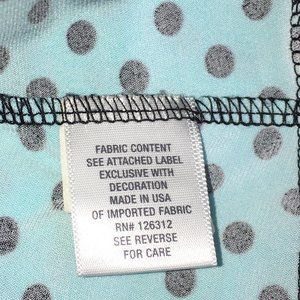 FABRIC CONTENT
SEE ATTACHED LABEL
EXCLUSIVE WITH
DECORATION
MADE IN USA
OF IMPORTED FABRIC
RN# 126312
SEE REVERSE
FOR CARE